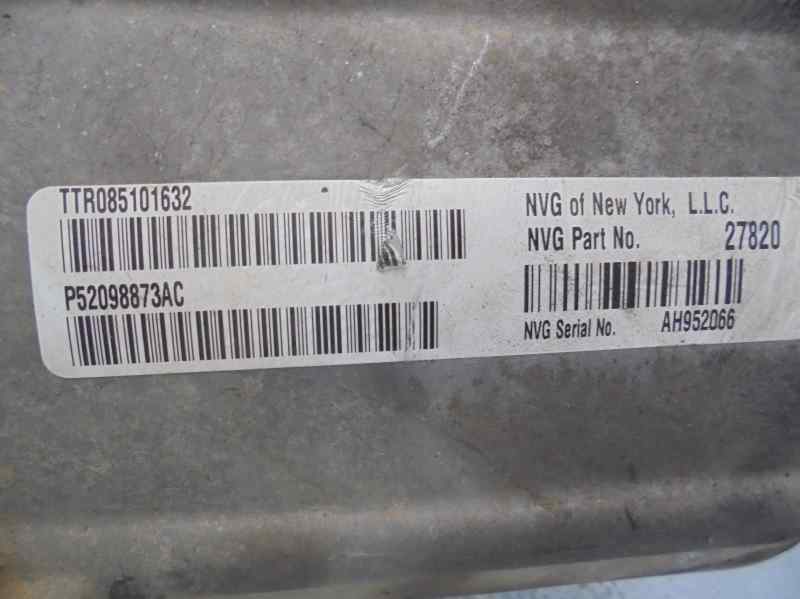 TTR085101632
P52098873AC
NVG of New York, L.L.C.
NVG Part No. 27820
NVG Serial No. AH952066